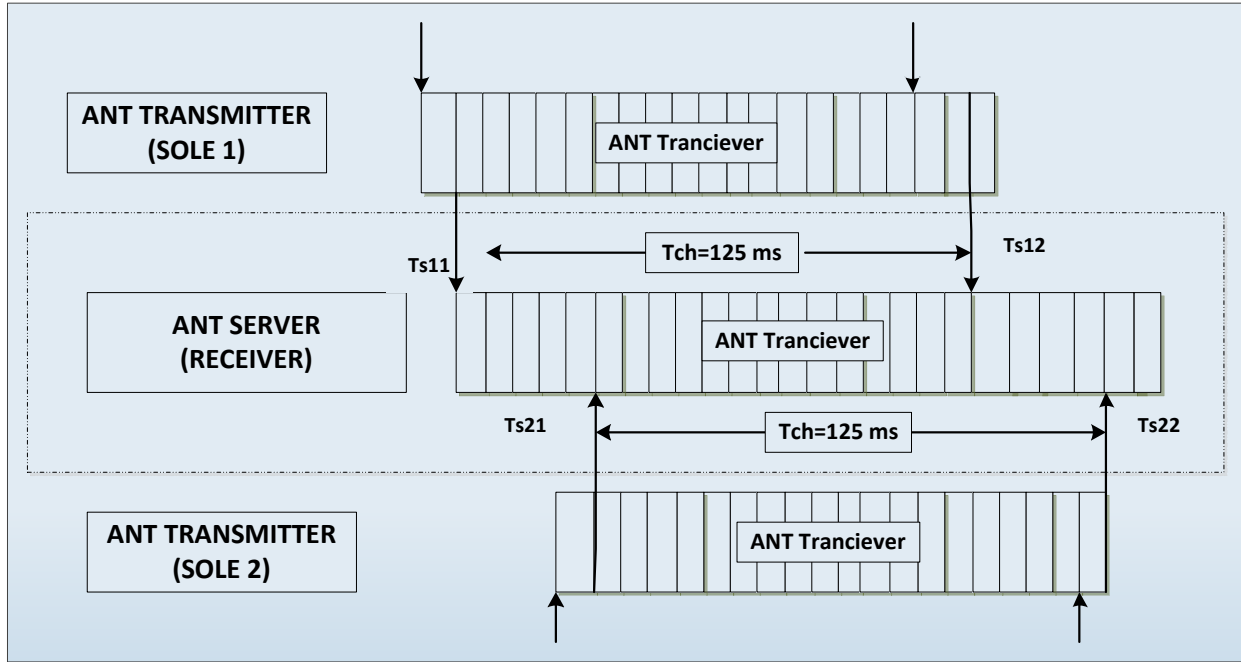 ANT TRANSMITTER
(SOLE 1)
ANT Tranciever
Tch=125 ms
Ts11
Ts12
ANT SERVER
(RECEIVER)
ANT Tranciever
Ts21
Tch=125 ms
Ts22
ANT TRANSMITTER
(SOLE 2)
ANT Tranciever